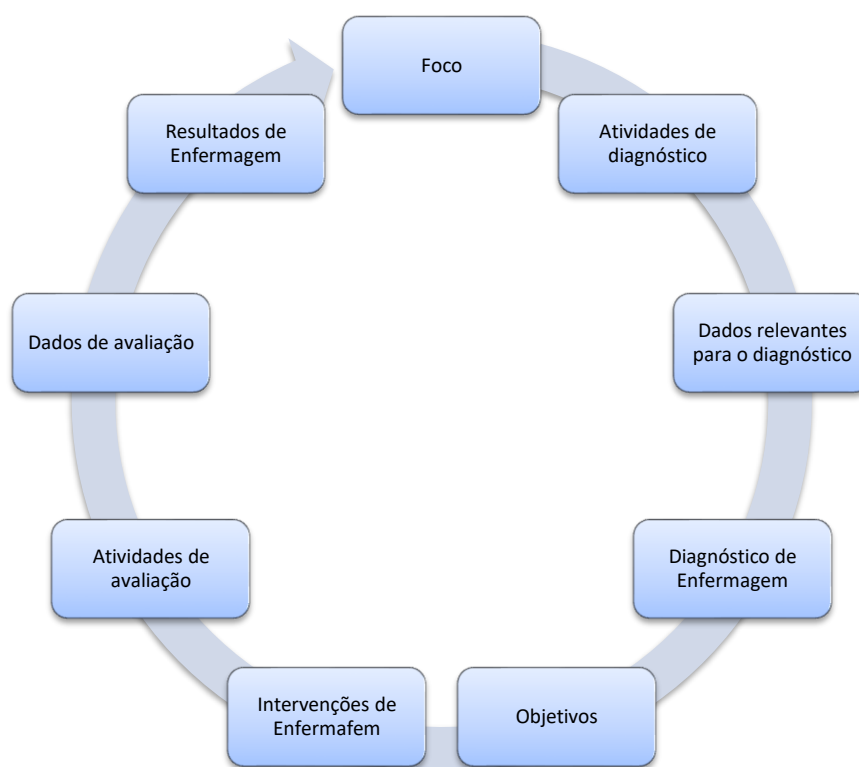 Foco
Atividades de
diagnóstico
Dados relevantes
para o diagnóstico
Diagnóstico de
Enfermagem
Objetivos
Intervenções de
Enfermafem
Atividades de
avaliação
Dados de avaliação
Resultados de
Enfermagem